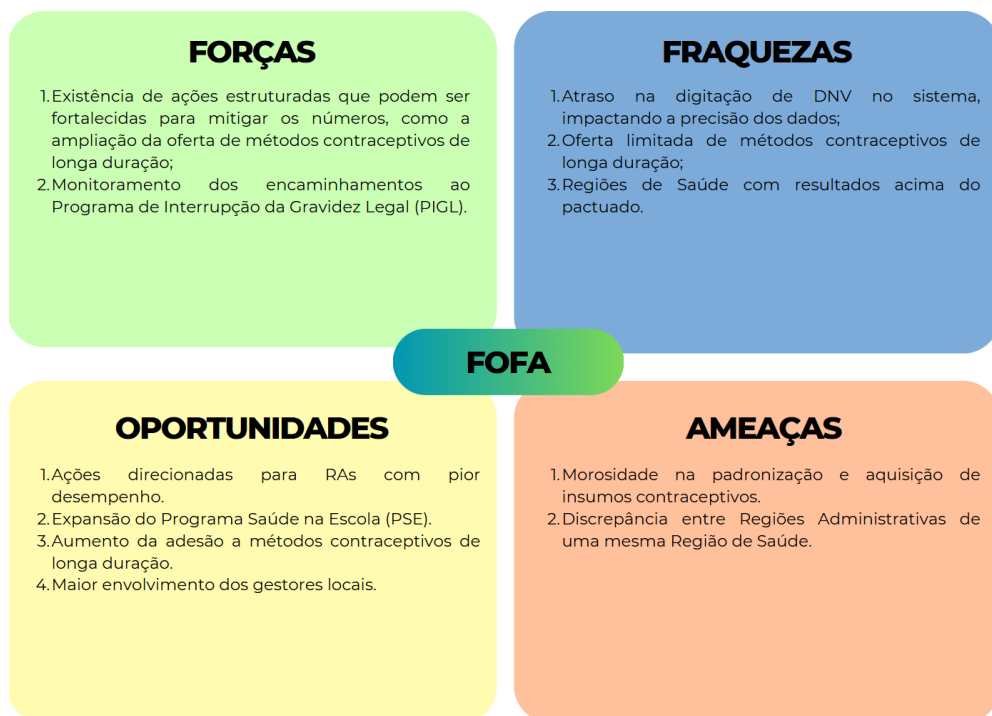 FORÇAS
1. Existência de ações estruturadas que podem ser
fortalecidas para mitigar os números, como a
ampliação da oferta de métodos contraceptivos de
longa duração;
2. Monitoramento dos encaminhamentos ao
Programa de Interrupção da Gravidez Legal (PIGL).
FRAQUEZAS
1. Atraso na digitação de DNV no sistema,
impactando a precisão dos dados;
2. Oferta limitada de métodos contraceptivos de
longa duração;
3. Regiões de Saúde com resultados acima do
pactuado.
FOFA
OPORTUNIDADES
1. Ações direcionadas para RAs com pior
desempenho.
2. Expansão do Programa Saúde na Escola (PSE).
3. Aumento da adesão a métodos contraceptivos de
longa duração.
4. Maior envolvimento dos gestores locais.
AMEAÇAS
1. Morosidade na padronização e aquisição de
insumos contraceptivos.
2. Discrepância entre Regiões Administrativas de
uma mesma Região de Saúde.